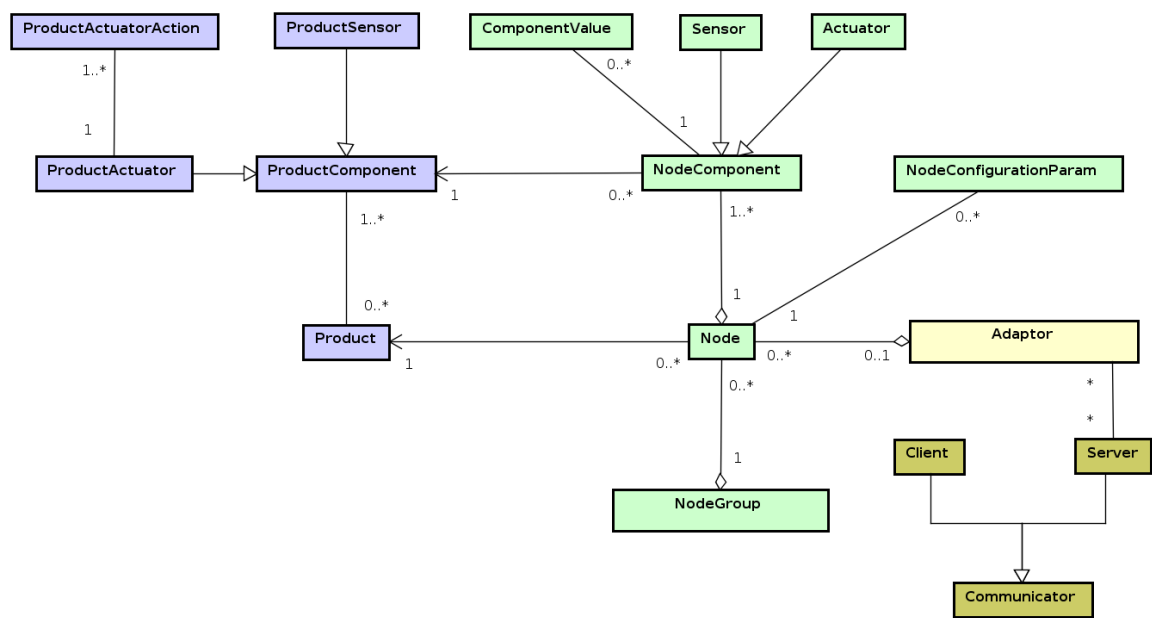 ProductActuatorAction
ProductSensor
ComponentValue
Sensor
Actuator
1..*
0..*
1
1
ProductActuator
ProductComponent
NodeComponent
NodeConfigurationParam
1
0..*
1..*
1..*
0..*
0..*
1
1
Product
Node
Adaptor
1
0..*
0..*
0..1
0..*
*
*
1
Client
Server
NodeGroup
Communicator